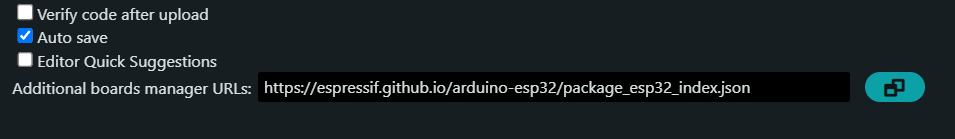 Verify code after upload
Auto save
Editor Quick Suggestions
Additional boards manager URLs: https://espressif.github.io/arduino-esp32/package_esp32_index.json